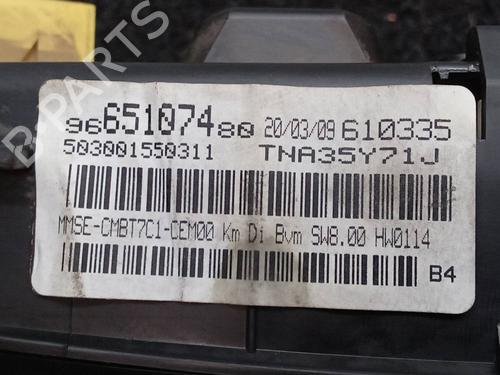 9665107480 20/03/09 610335
503001550311 TNA35Y71J
MMSE-CMBT7C1-CEM00 Km Di Bvm SW8.00 HW0114
B4
B-PARTS